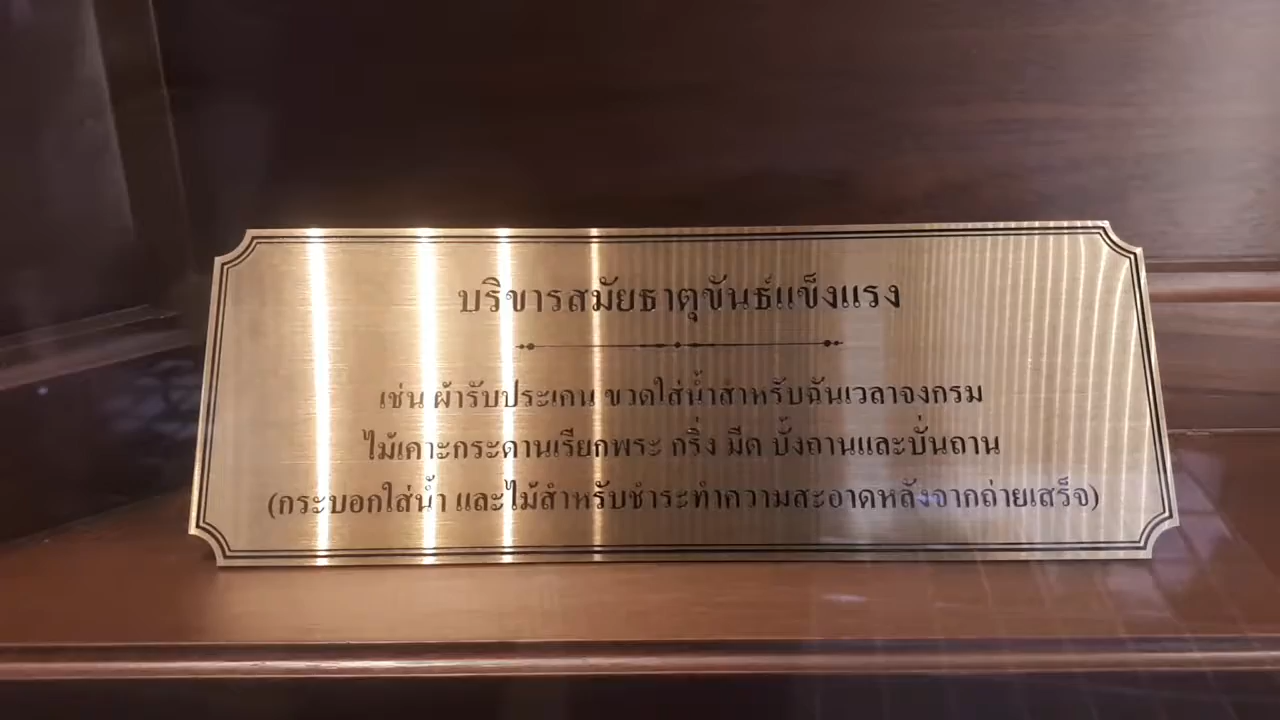 บริขารสมัยธาตุขันธ์แข็งแรง
เช่น ผ้ารับประเคน ขวดใส่น้ำสำหรับฉันเวลาจงกรม
ไม้เคาะกระดานเรียกพระ กริ่ง มีด บั้งถานและบั่นถาน
(กระบอกใส่น้ำ และไม้สำหรับชำระทำความสะอาดหลังจากถ่ายเสร็จ)